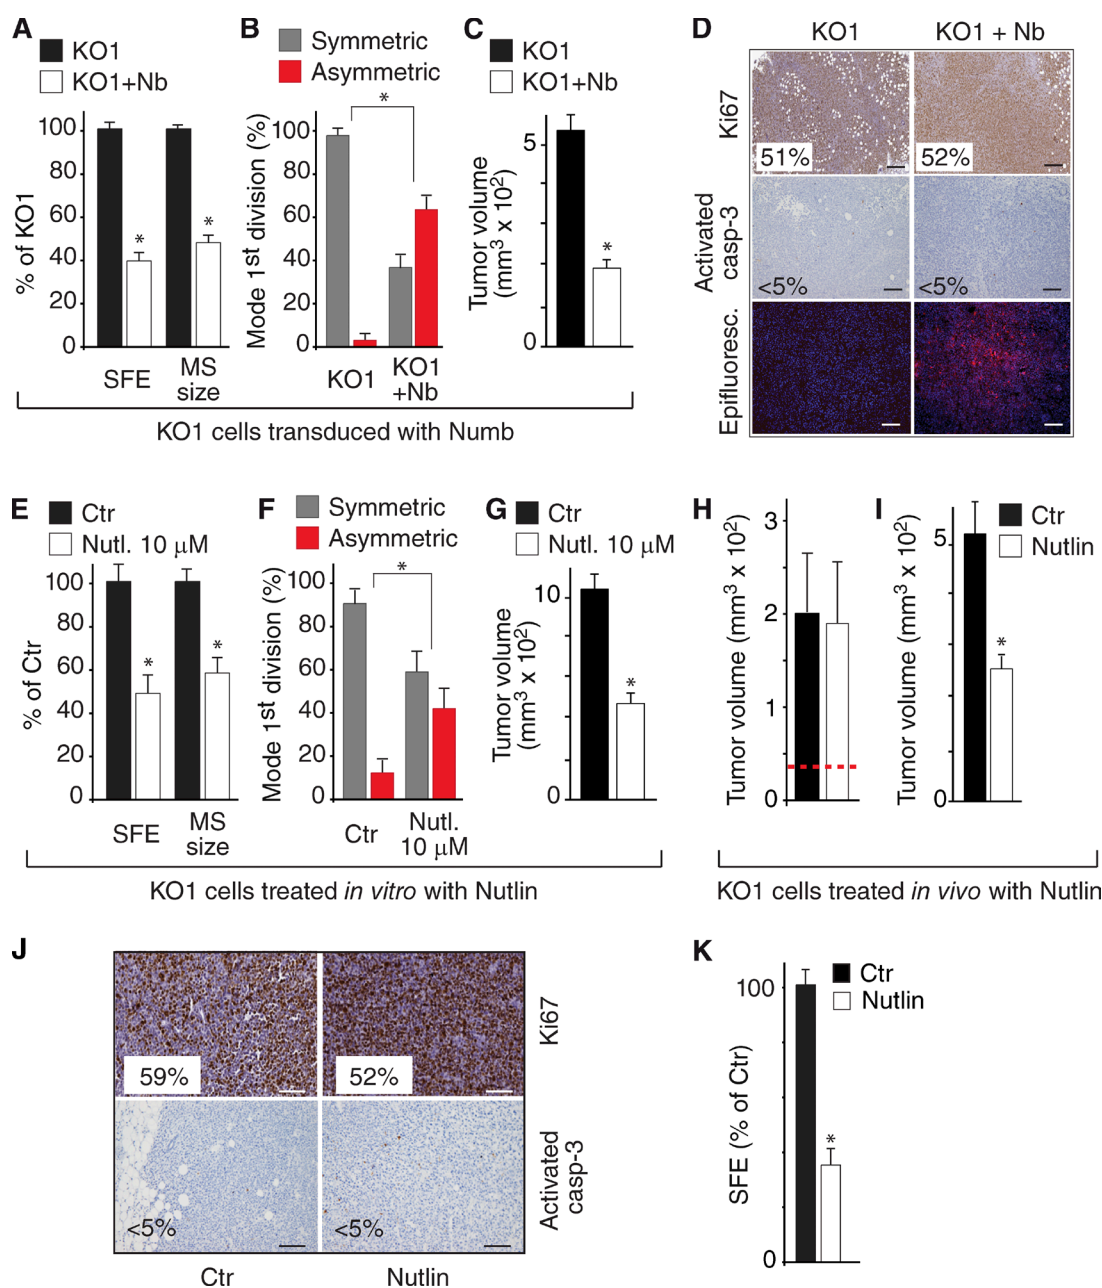 A
KO1
KO1+Nb
% of KO1
100
80
60
40
20
0
*
*
SFE
MS
size
B
Symmetric
Asymmetric
Mode 1st division (%)
100
80
60
40
20
0
*
KO1
KO1
+Nb
C
KO1
KO1+Nb
Tumor volume
(mm3 x 102)
5
0
*
KO1 cells transduced with Numb
D
KO1
KO1 + Nb
Ki67
51%
52%
Activated
casp-3
<5%
<5%
Epifluoresc.
E
Ctr
Nutl. 10 µM
% of Ctr
100
80
60
40
20
0
*
*
SFE
MS
size
F
Symmetric
Asymmetric
Mode 1st division (%)
100
80
60
40
20
0
*
Ctr
Nutl.
10 µM
G
Ctr
Nutl. 10 µM
Tumor volume
(mm3 x 102)
10
0
*
KO1 cells treated in vitro with Nutlin
H
Tumor volume (mm3 x 102)
3
2
1
0
I
Ctr
Nutlin
Tumor volume (mm3 x 102)
5
0
*
KO1 cells treated in vivo with Nutlin
J
59%
52%
Ki67
<5%
<5%
Activated
casp-3
Ctr
Nutlin
K
Ctr
Nutlin
SFE (% of Ctr)
100
0
*